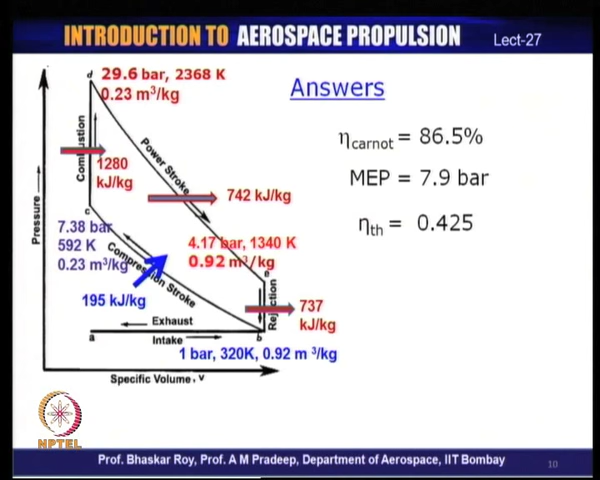 INTRODUCTION TO AEROSPACE PROPULSION
Lect-27
d
29.6 bar, 2368 K
0.23 m³/kg
Answers
ηcarnot = 86.5%
MEP = 7.9 bar
ηth = 0.425
Combustion
Power Stroke
1280
kJ/kg
742 kJ/kg
Pressure
c
7.38 bar
592 K
0.23 m³/kg
4.17 bar, 1340 K
0.92 m³/kg
Compression Stroke
195 kJ/kg
e
Rejection
737
kJ/kg
Exhaust
a
Intake
b
1 bar, 320K, 0.92 m ³/kg
Specific Volume, V
NPTEL
Prof. Bhaskar Roy, Prof. A M Pradeep, Department of Aerospace, IIT Bombay
10